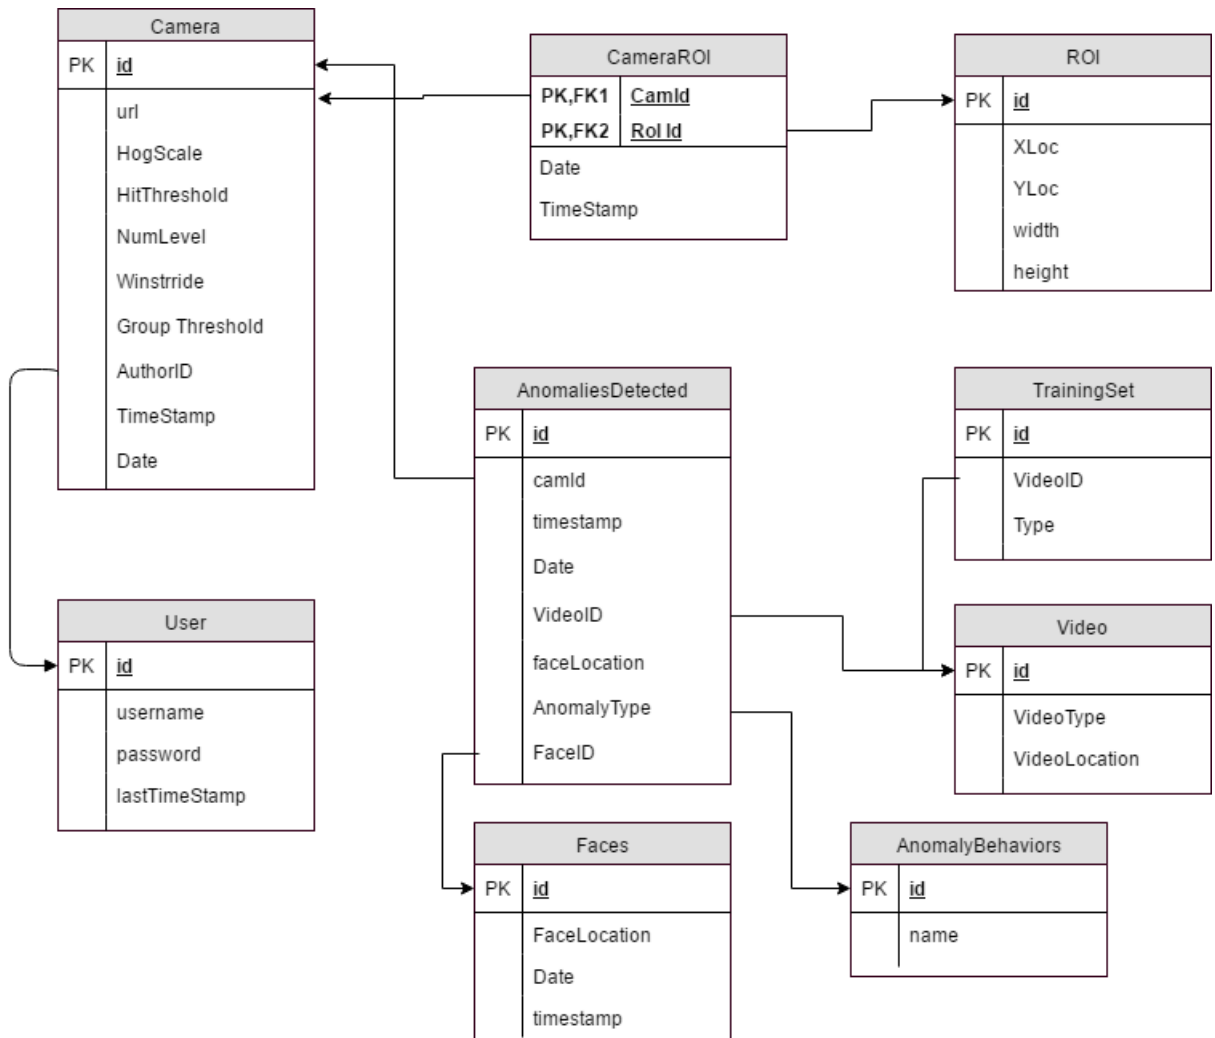 Camera
PK id
url
HogScale
HitThreshold
NumLevel
Winstrride
Group Threshold
AuthorID
TimeStamp
Date
CameraROI
PK,FK1 CamId
PK,FK2 RoI Id
Date
TimeStamp
ROI
PK id
XLoc
YLoc
width
height
AnomaliesDetected
PK id
camId
timestamp
Date
VideoID
faceLocation
AnomalyType
FaceID
TrainingSet
PK id
VideoID
Type
User
PK id
username
password
lastTimeStamp
Video
PK id
VideoType
VideoLocation
Faces
PK id
FaceLocation
Date
timestamp
AnomalyBehaviors
PK id
name